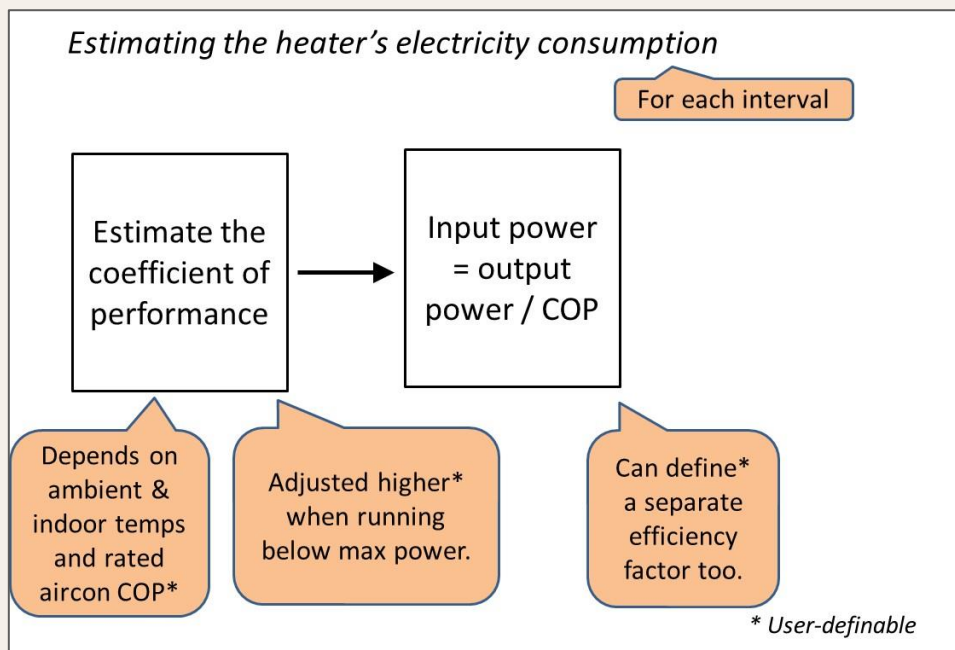 Estimating the heater’s electricity consumption
For each interval
Estimate the
coefficient of
performance
Input power
= output
power / COP
Depends on
ambient &
indoor temps
and rated
aircon COP*
Adjusted higher*
when running
below max power.
Can define*
a separate
efficiency
factor too.
* User-definable